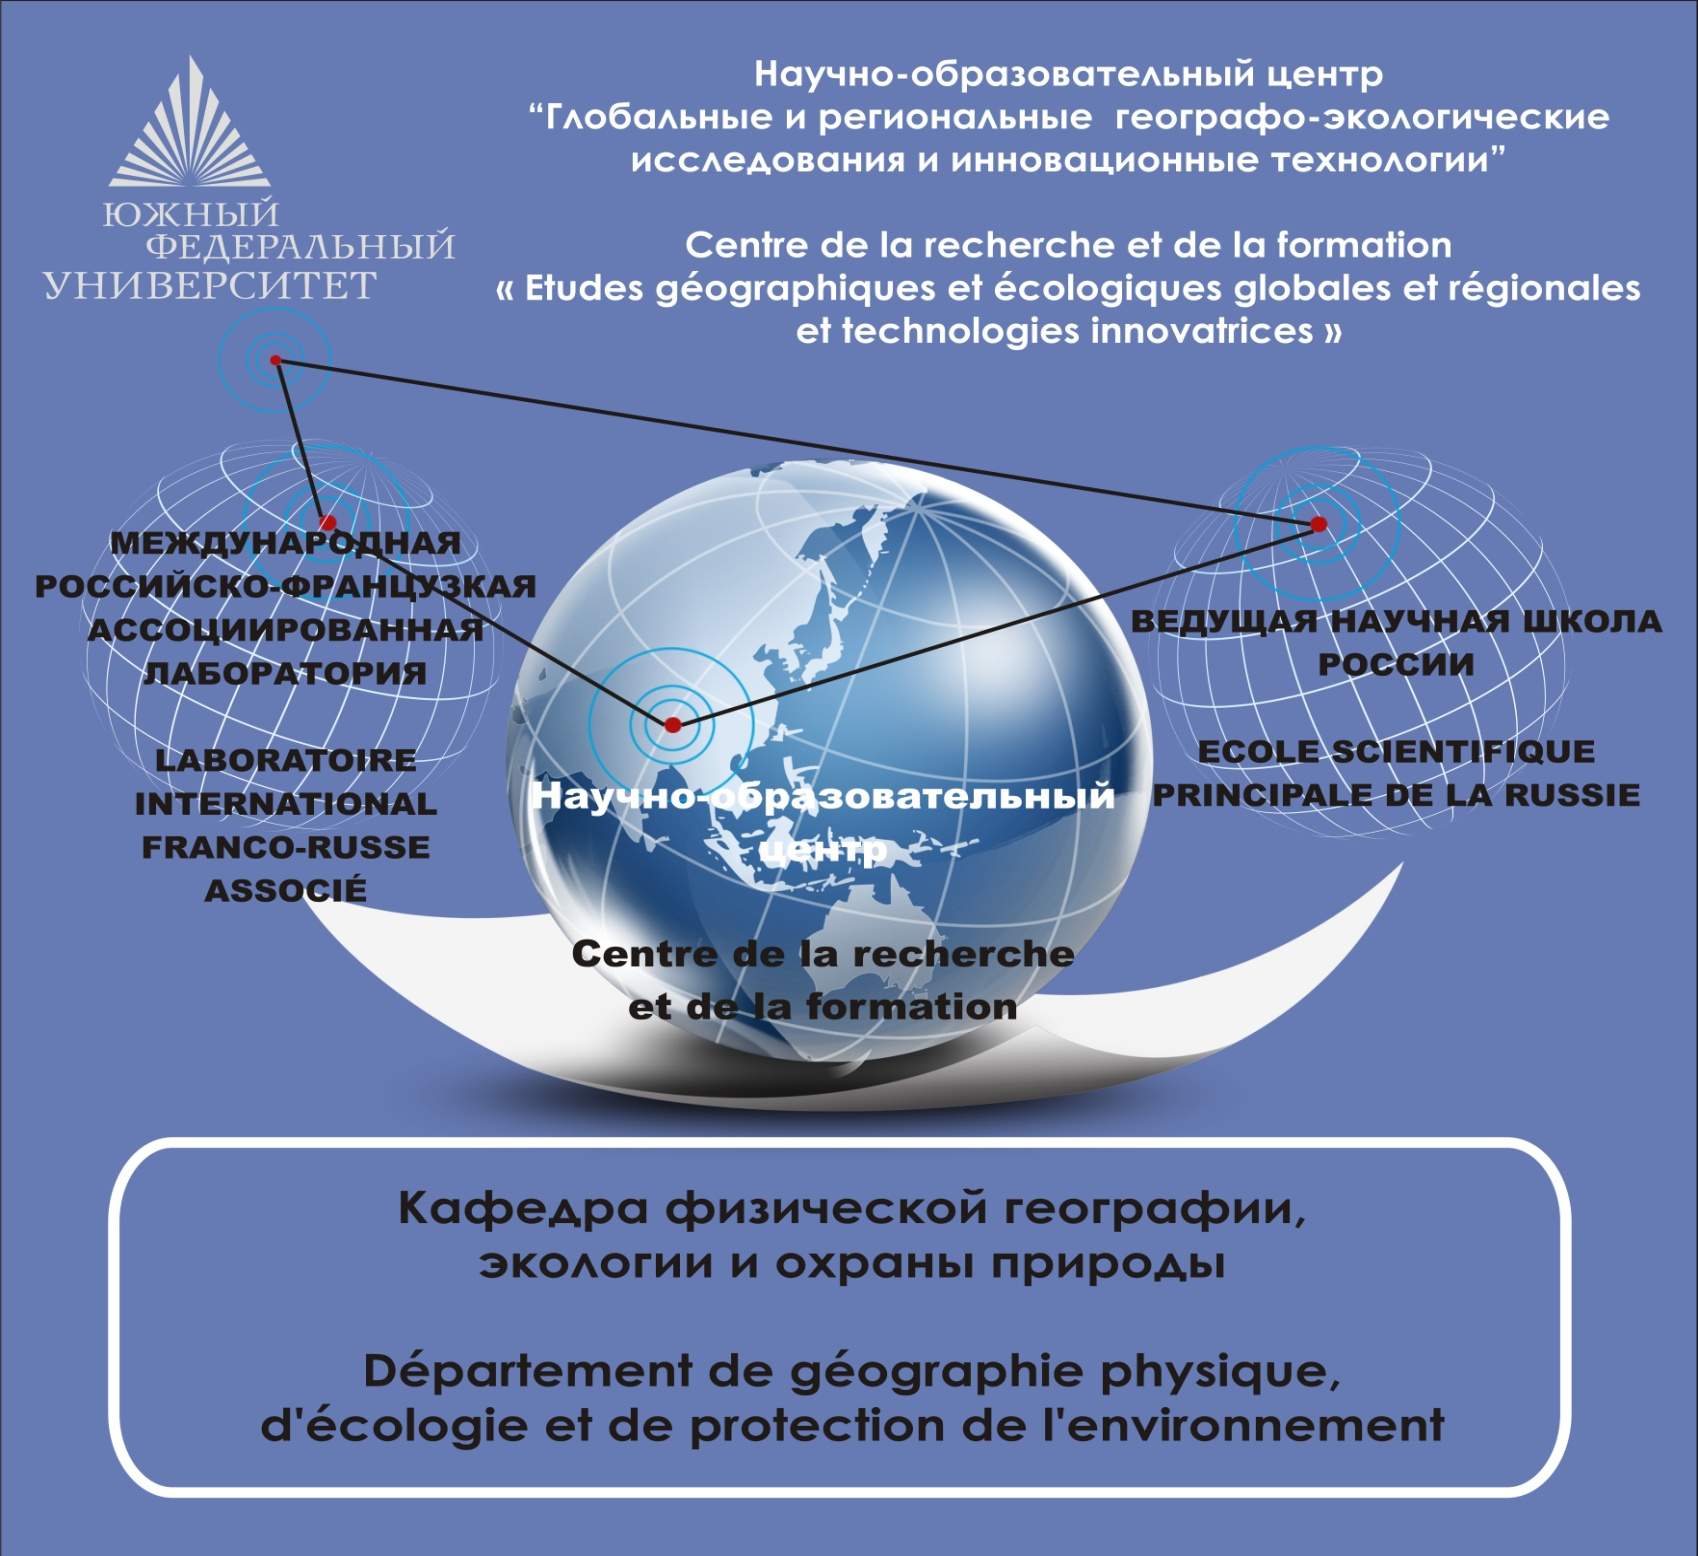 ЮЖНЫЙ
ФЕДЕРАЛЬНЫЙ
УНИВЕРСИТЕТ
Научно-образовательный центр
“Глобальные и региональные географо-экологические
исследования и инновационные технологии”
Centre de la recherche et de la formation
« Etudes géographiques et écologiques globales et régionales
et technologies innovatrices »
МЕЖДУНАРОДНАЯ
РОССИЙСКО-ФРАНЦУЗКАЯ
АССОЦИИРОВАННАЯ
ЛАБОРАТОРИЯ
LABORATOIRE
INTERNATIONAL
FRANCO-RUSSE
ASSOCIÉ
Научно-образовательный
центр
Centre de la recherche
et de la formation
ВЕДУЩАЯ НАУЧНАЯ ШКОЛА
РОССИИ
ECOLE SCIENTIFIQUE
PRINCIPALE DE LA RUSSIE
Кафедра физической географии,
экологии и охраны природы
Département de géographie physique,
d'écologie et de protection de l'environnement